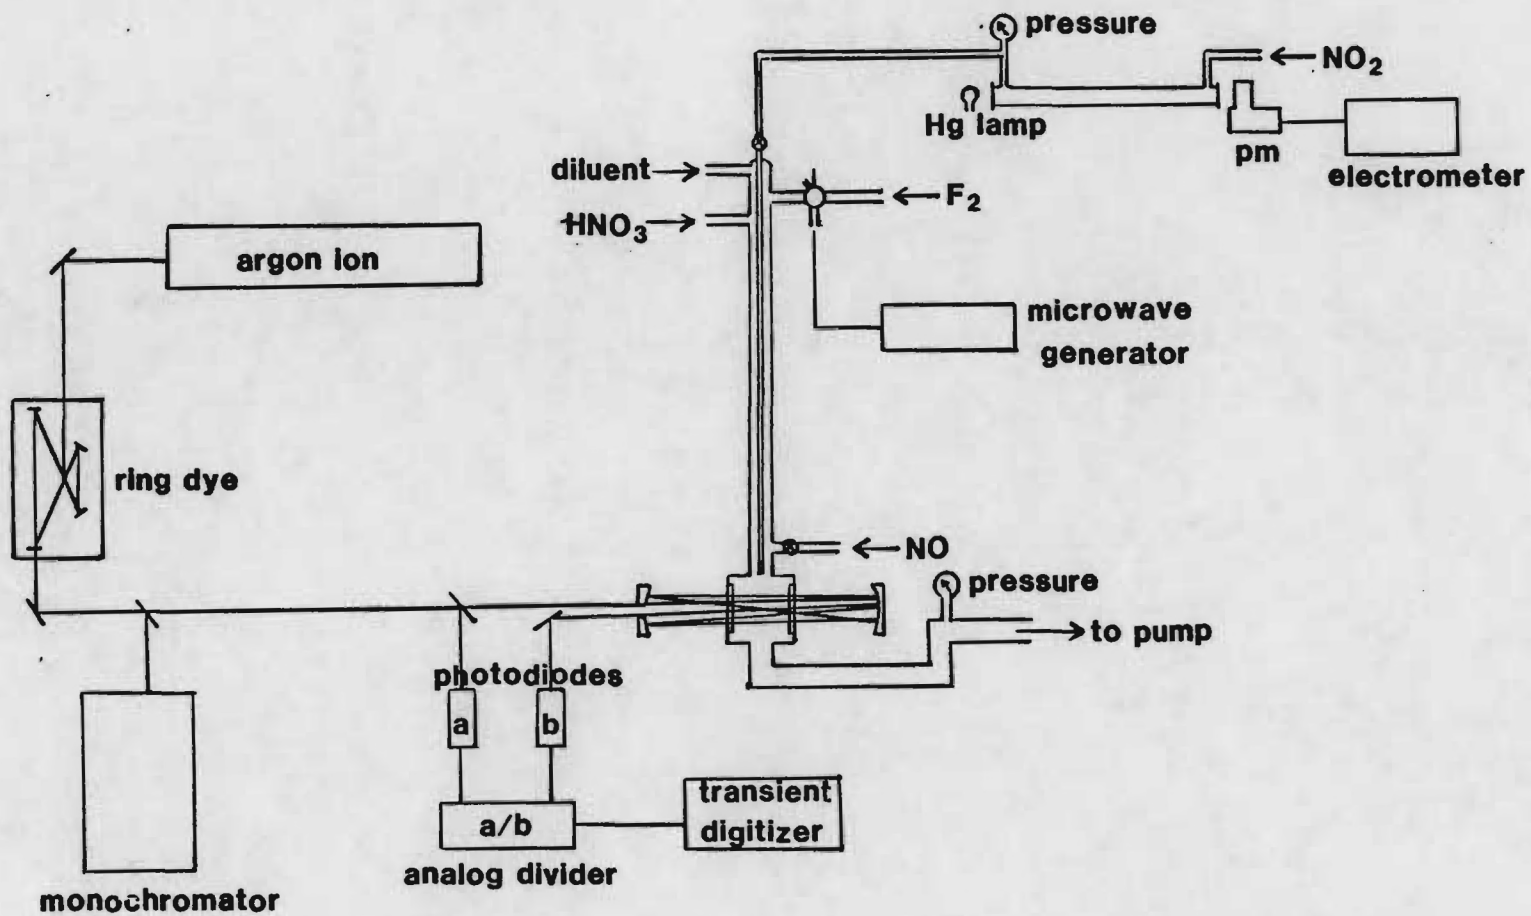 pressure
NO₂
Hg lamp
pm
electrometer
diluent
F₂
HNO₃
argon ion
microwave
generator
ring dye
NO
pressure
to pump
photodiodes
a
b
a/b
analog divider
transient
digitizer
monochromator